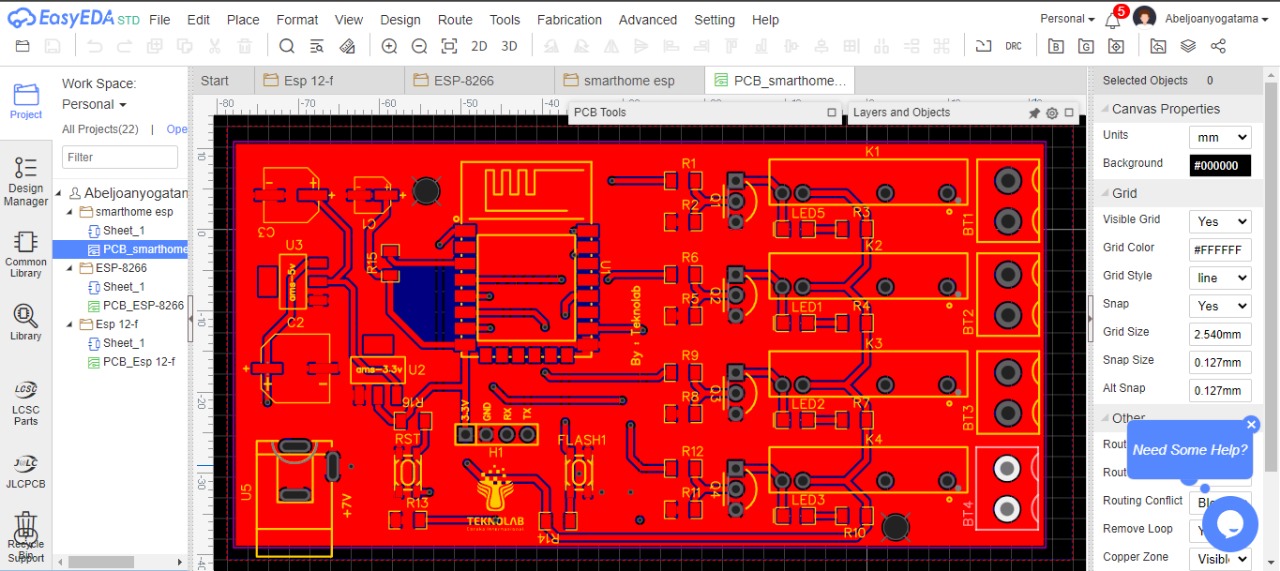 EasyEDA STD File Edit Place Format View Design Route Tools Fabrication Advanced Setting Help Personal 5 Abeljoanyogatama
2D 3D DRC B G
Start Esp 12-f ESP-8266 smarthome esp PCB_smarthome...
Project
Design Manager
Common Library
Library
LCSC Parts
JLCPCB
Recycle Bin
Support
Work Space:
Personal
All Projects(22) | Ope
Filter
Abeljoanyogatam
smarthome esp
Sheet_1
PCB_smarthome
ESP-8266
Sheet_1
PCB_ESP-8266
Esp 12-f
Sheet_1
PCB_Esp 12-f
-80 -70 -60 -50 -40
PCB Tools
Layers and Objects
10
0
-10
-20
-30
-40
K1
R1
R2
Q1
LED5
R3
BT1
C3
U3
ams-5v
R15
C2
U1
By : Teknolab
K2
R6
R5
Q2
LED1
R4
BT2
ams-3.3v
U2
R16
K3
R9
R8
Q3
LED2
R7
BT3
3.3V GND RX TX
H1
RST
FLASH1
U5
+7V
R13
TEKNOLAB
R14
K4
R12
R11
Q4
LED3
R10
BT4
Selected Objects 0
Canvas Properties
Units mm
Background #000000
Grid
Visible Grid Yes
Grid Color #FFFFFF
Grid Style line
Snap Yes
Grid Size 2.540mm
Snap Size 0.127mm
Alt Snap 0.127mm
Other
Rout
Rout
Routing Conflict Blo
Remove Loop
Copper Zone Visibl
Need Some Help?